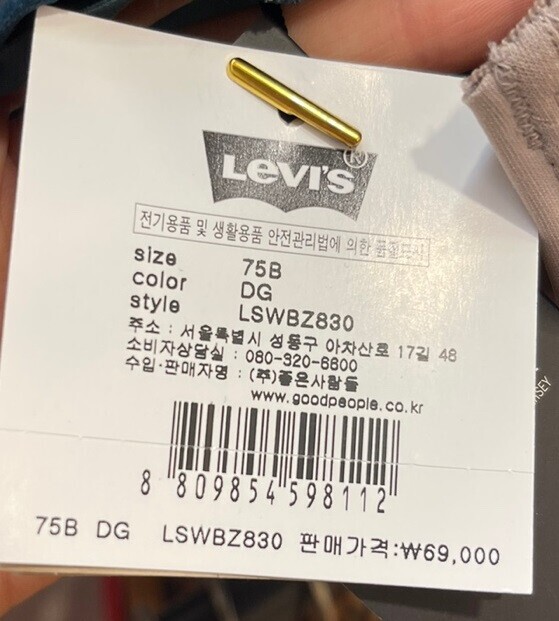 LEVI'S®
전기용품 및 생활용품 안전관리법에 의한 품질표시
size 75B
color DG
style LSWBZ830
주소 : 서울특별시 성동구 아차산로 17길 48
소비자상담실 : 080-320-6600
수입·판매자명 : (주)좋은사람들
www.goodpeople.co.kr
8 809854 598112
75B DG LSWBZ830 판매가격:₩69,000